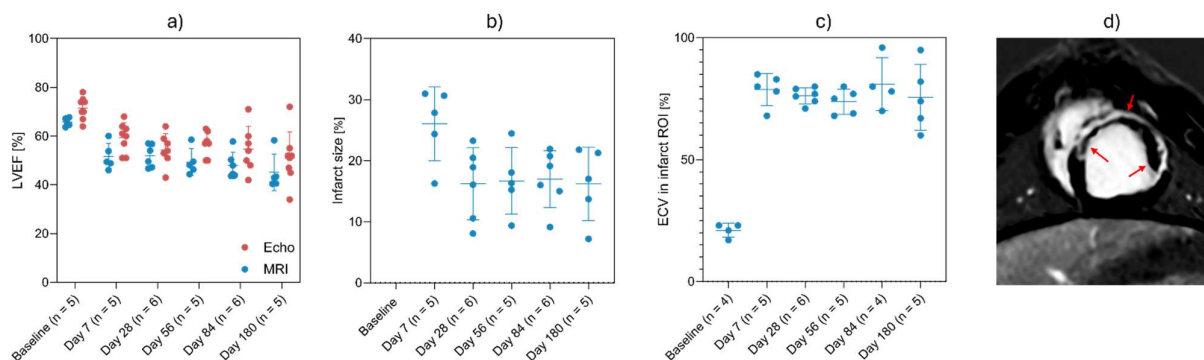 a)
LVEF [%]
100
80
60
40
20
0
Echo
MRI
Baseline (n = 5)
Day 7 (n = 5)
Day 28 (n = 6)
Day 56 (n = 5)
Day 84 (n = 6)
Day 180 (n = 5)
b)
Infarct size [%]
40
30
20
10
0
Baseline
Day 7 (n = 5)
Day 28 (n = 6)
Day 56 (n = 5)
Day 84 (n = 6)
Day 180 (n = 5)
c)
ECV in infarct ROI [%]
100
50
0
Baseline (n = 4)
Day 7 (n = 5)
Day 28 (n = 6)
Day 56 (n = 5)
Day 84 (n = 4)
Day 180 (n = 5)
d)